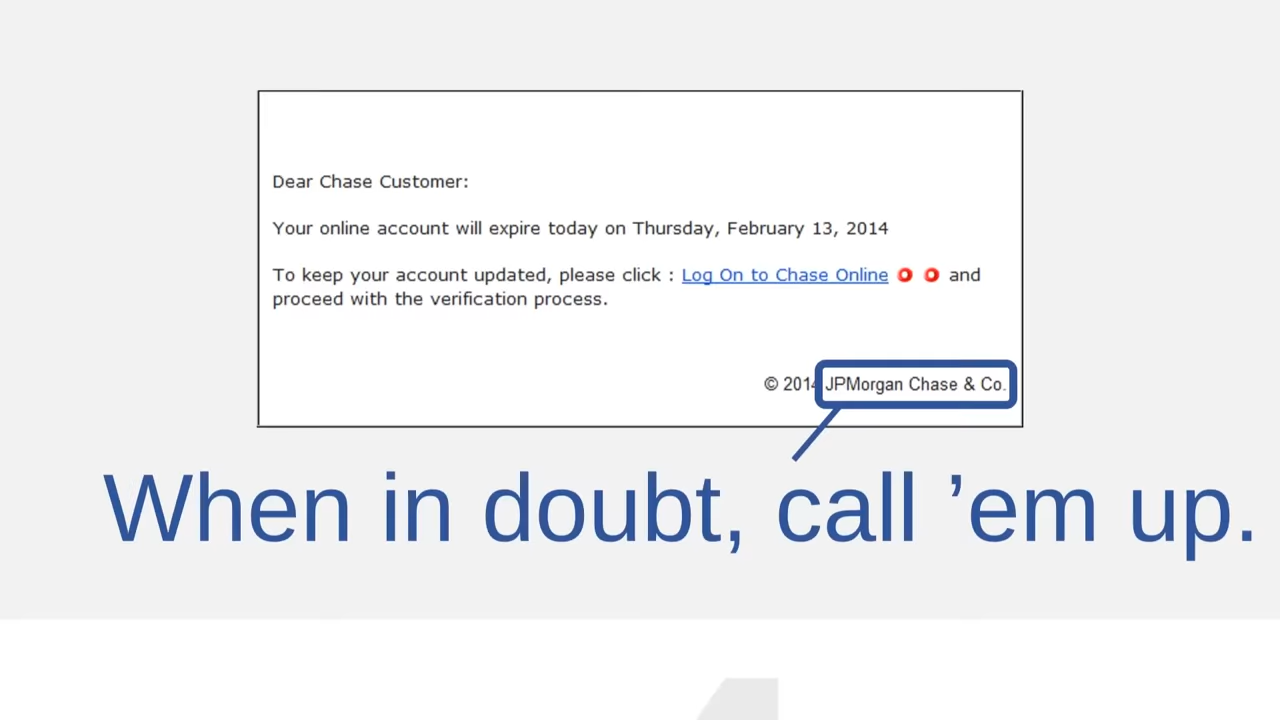 Dear Chase Customer:
Your online account will expire today on Thursday, February 13, 2014
To keep your account updated, please click : Log On to Chase Online and
proceed with the verification process.
© 2014 JPMorgan Chase & Co.
When in doubt, call ’em up.